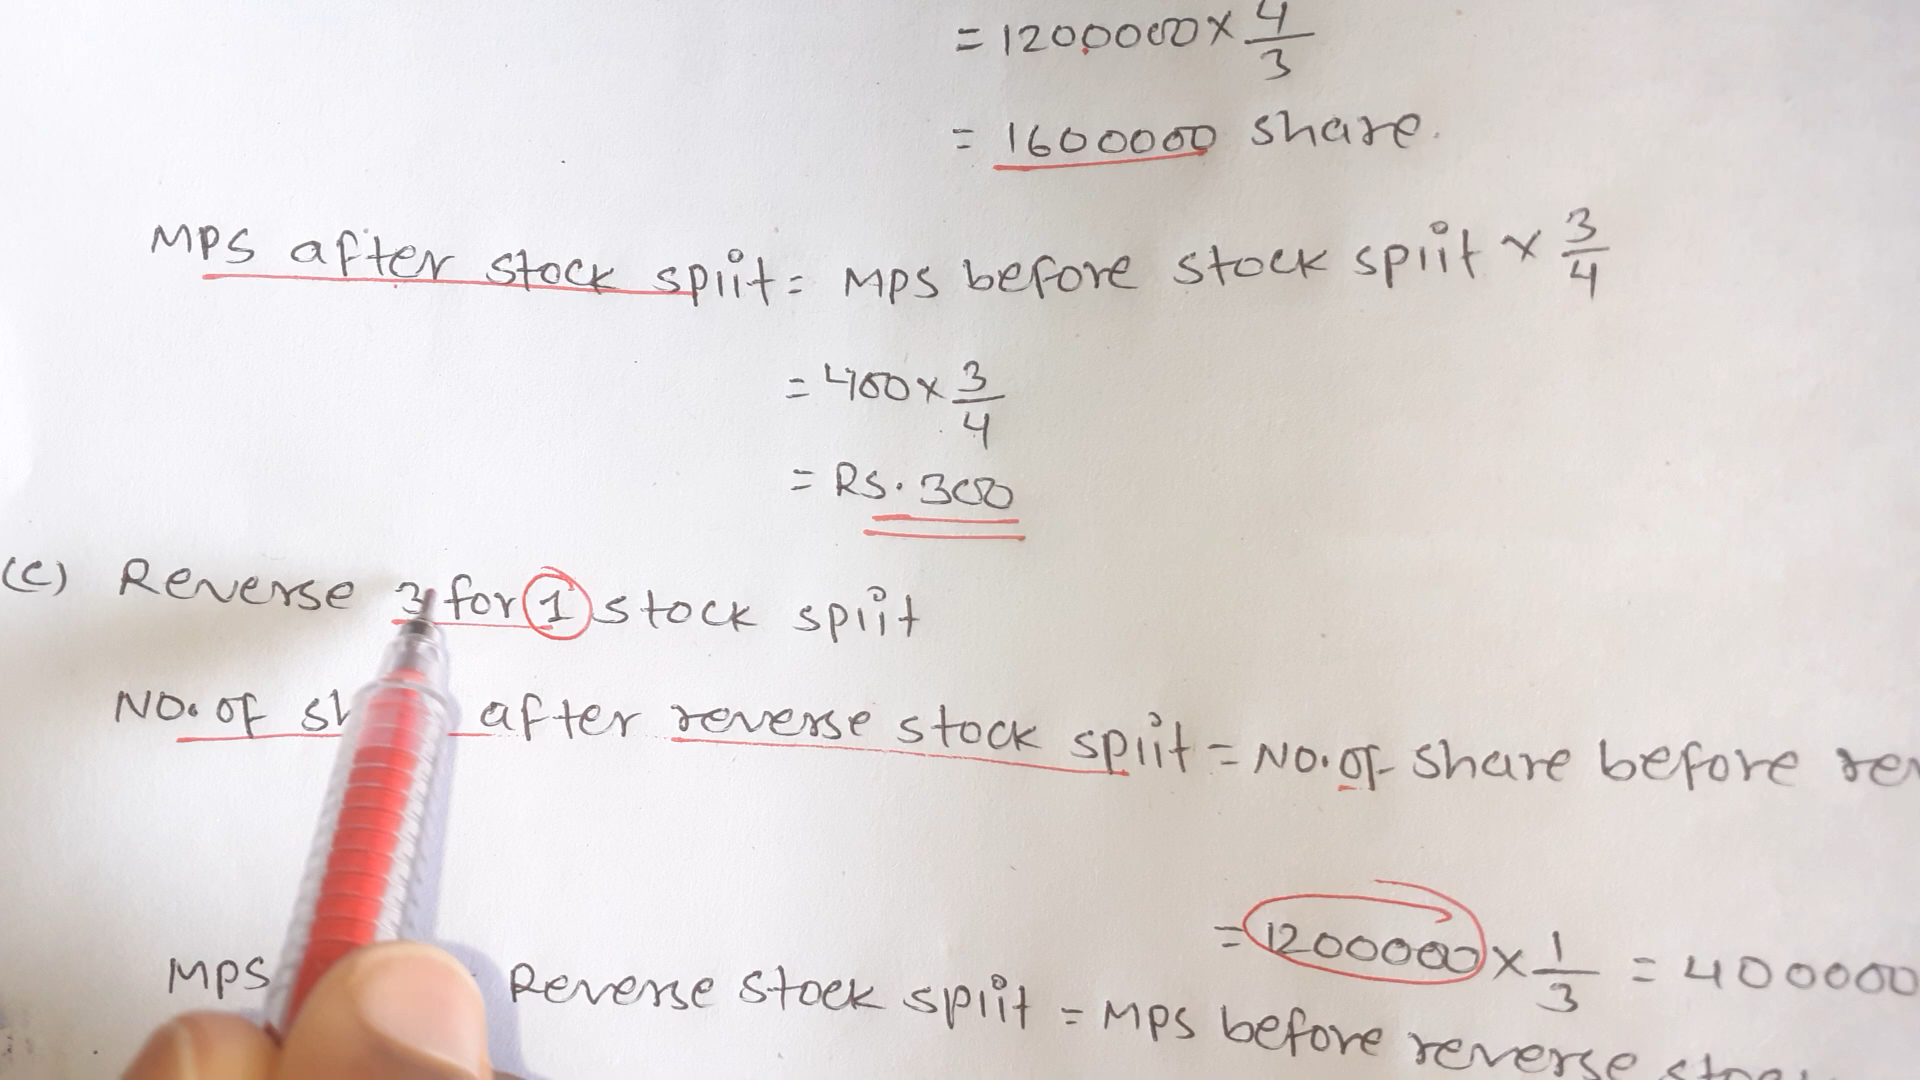 = 1200000 × 4/3
= 1600000 share.
MPS after stock spiit = MPS before stock spiit × 3/4
= 400 × 3/4
= RS. 300
(C) Reverse 3 for 1 stock spiit
NO. of after reverse stock spiit = NO. of share before
= 1200000 × 1/3 = 400000
MPS Reverse stock spiit = MPS before reverse